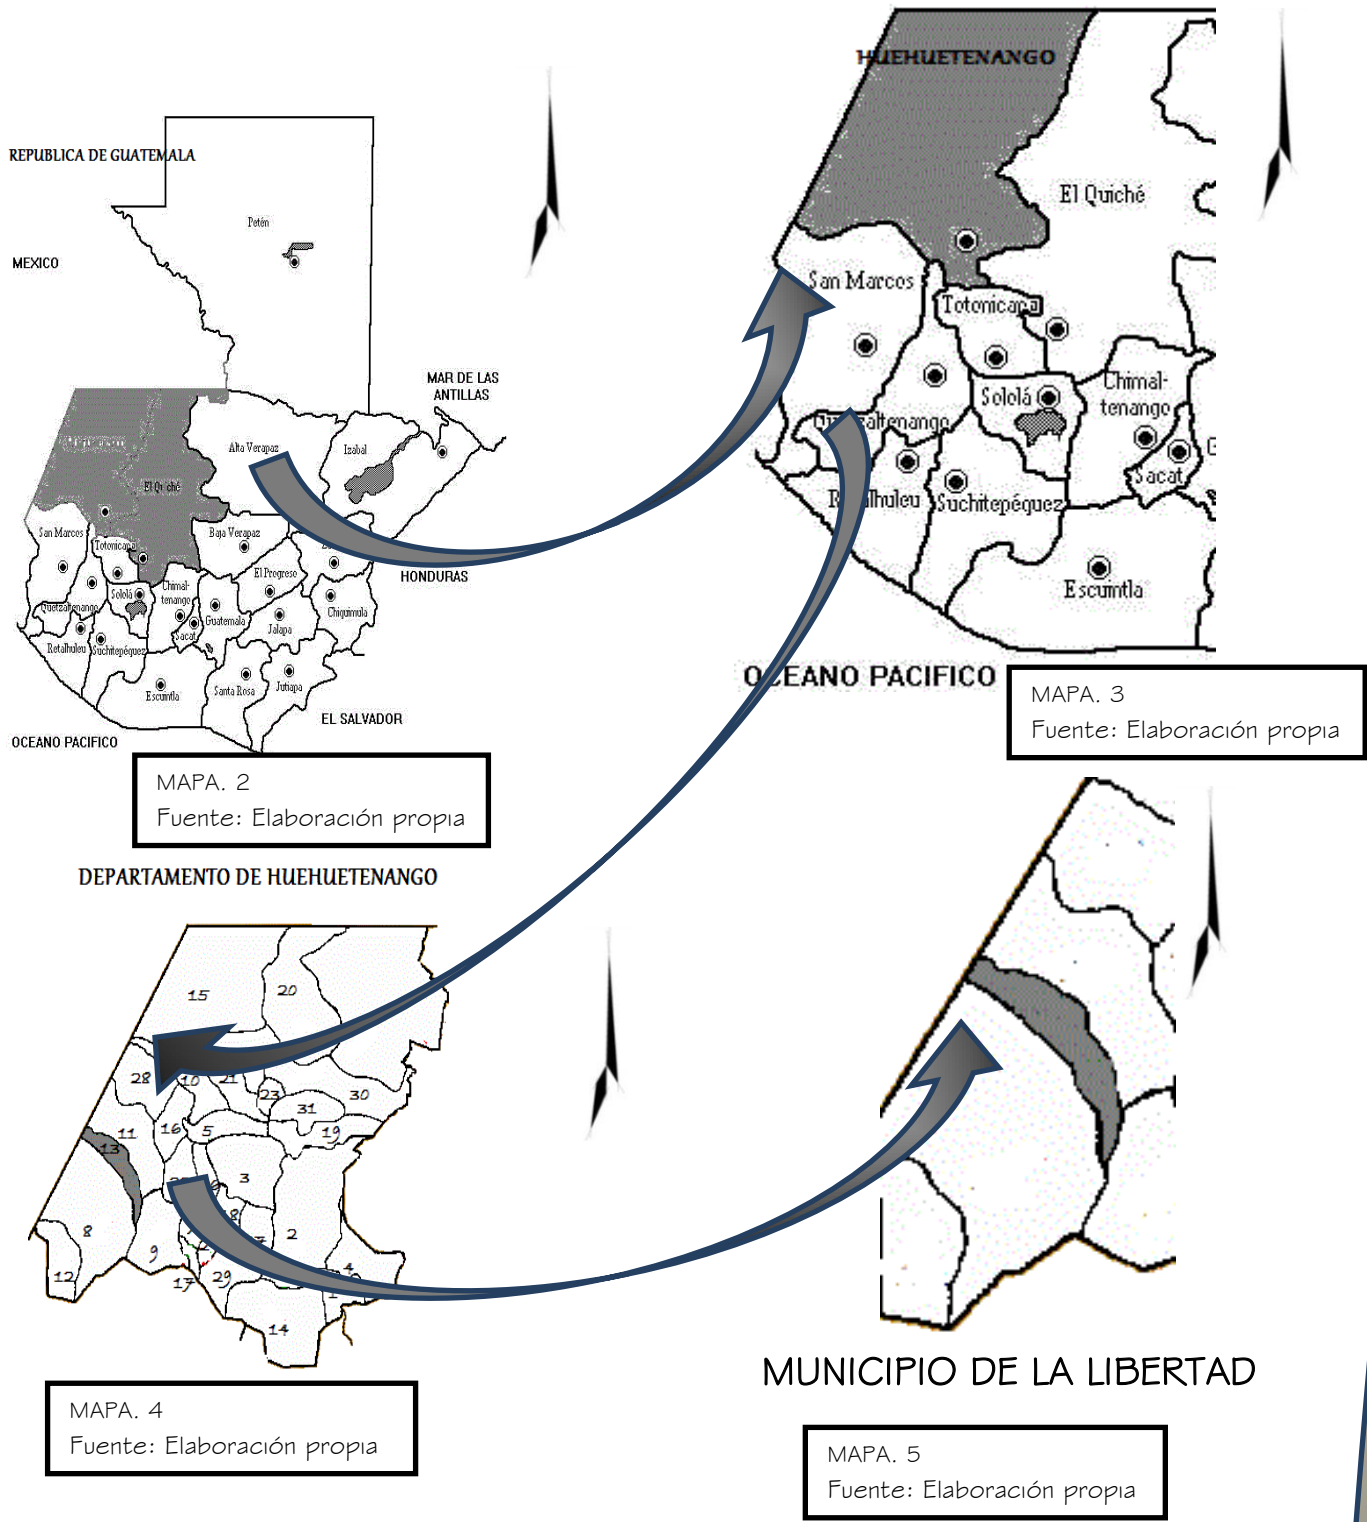 REPUBLICA DE GUATEMALA
MEXICO
Petén
MAR DE LAS
ANTILLAS
Alta Verapaz
Izabal
El Quiché
San Marcos
Totonicapa
Baja Verapaz
HONDURAS
El Progreso
Sololá
Chimal-
tenango
Quetzaltenango
Guatemala
Chiquimula
Sacat
Jalapa
Retalhuleu
Suchitepéquez
Escuintla
Santa Rosa
Jutiapa
EL SALVADOR
OCEANO PACIFICO
MAPA. 2
Fuente: Elaboración propia
HUEHUETENANGO
El Quiché
San Marcos
Totonicapa
Chimal-
tenango
Sololá
Sacat
Suchitepéquez
Escuintla
OCEANO PACIFICO
MAPA. 3
Fuente: Elaboración propia
DEPARTAMENTO DE HUEHUETENANGO
15
20
28
10
21
23
31
30
11
16
5
19
13
3
8
9
2
12
17
29
4
1
14
MAPA. 4
Fuente: Elaboración propia
MUNICIPIO DE LA LIBERTAD
MAPA. 5
Fuente: Elaboración propia